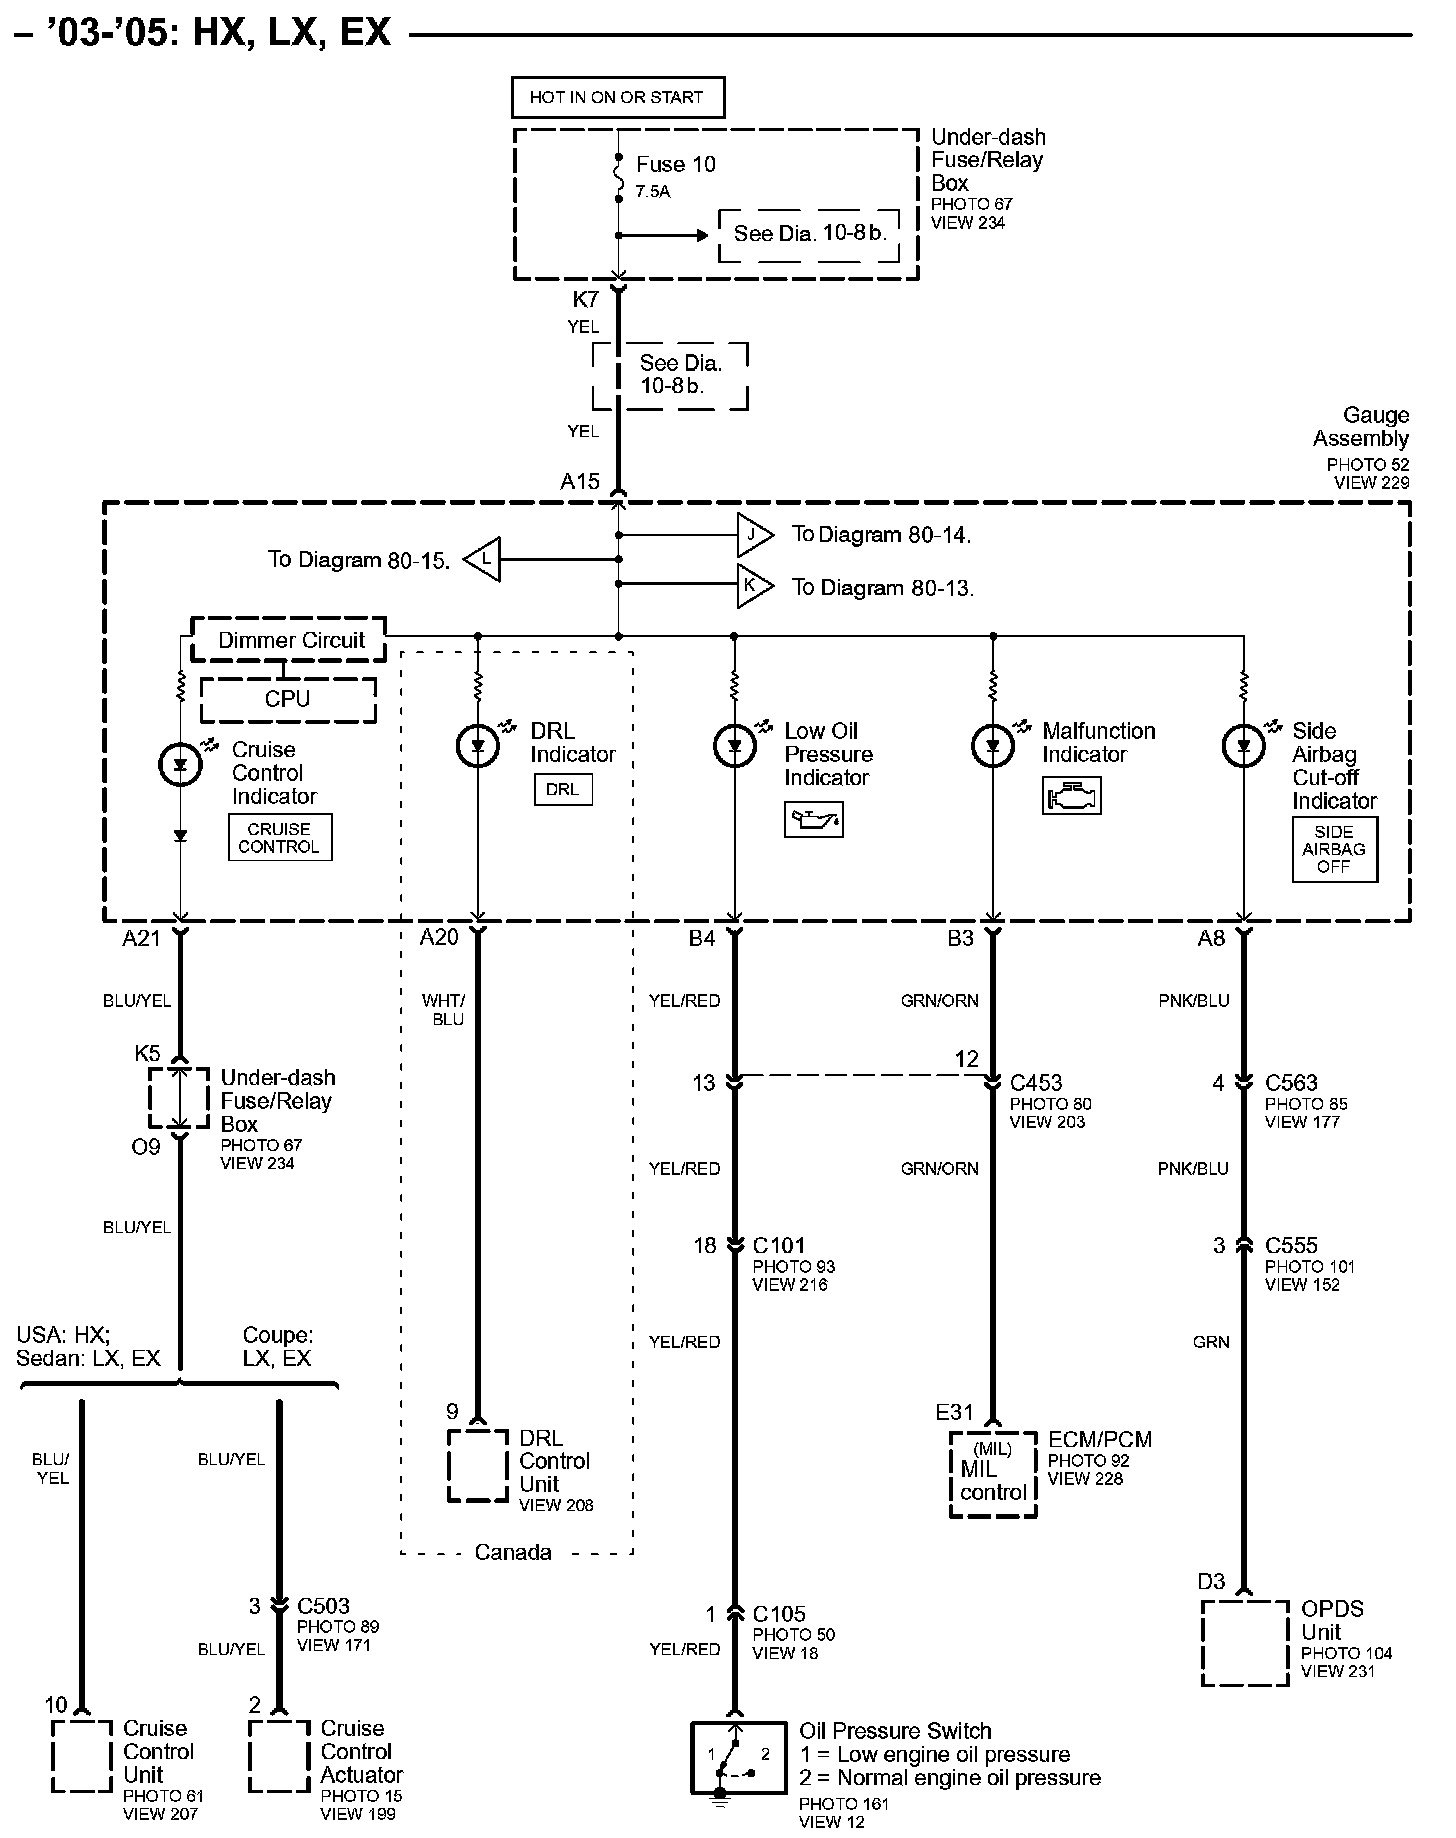 – '03-'05: HX, LX, EX
HOT IN ON OR START
Under-dash
Fuse/Relay
Box
PHOTO 67
VIEW 234
Fuse 10
7.5A
See Dia. 10-8b.
K7
YEL
See Dia.
10-8b.
YEL
Gauge
Assembly
PHOTO 52
VIEW 229
A15
J
To Diagram 80-14.
To Diagram 80-15.
L
K
To Diagram 80-13.
Dimmer Circuit
CPU
Cruise
Control
Indicator
CRUISE
CONTROL
DRL
Indicator
DRL
Low Oil
Pressure
Indicator
Malfunction
Indicator
Side
Airbag
Cut-off
Indicator
SIDE
AIRBAG
OFF
A21
A20
B4
B3
A8
BLU/YEL
WHT/
BLU
YEL/RED
GRN/ORN
PNK/BLU
K5
Under-dash
Fuse/Relay
Box
PHOTO 67
VIEW 234
O9
13
12
C453
PHOTO 80
VIEW 203
4
C563
PHOTO 85
VIEW 177
BLU/YEL
YEL/RED
GRN/ORN
PNK/BLU
18
C101
PHOTO 93
VIEW 216
3
C555
PHOTO 101
VIEW 152
YEL/RED
GRN
USA: HX;
Sedan: LX, EX
Coupe:
LX, EX
BLU/
YEL
BLU/YEL
9
DRL
Control
Unit
VIEW 208
Canada
E31
(MIL)
MIL
control
ECM/PCM
PHOTO 92
VIEW 228
3
C503
PHOTO 89
VIEW 171
BLU/YEL
1
C105
PHOTO 50
VIEW 18
YEL/RED
D3
OPDS
Unit
PHOTO 104
VIEW 231
10
Cruise
Control
Unit
PHOTO 61
VIEW 207
2
Cruise
Control
Actuator
PHOTO 15
VIEW 199
1
2
Oil Pressure Switch
1 = Low engine oil pressure
2 = Normal engine oil pressure
PHOTO 161
VIEW 12